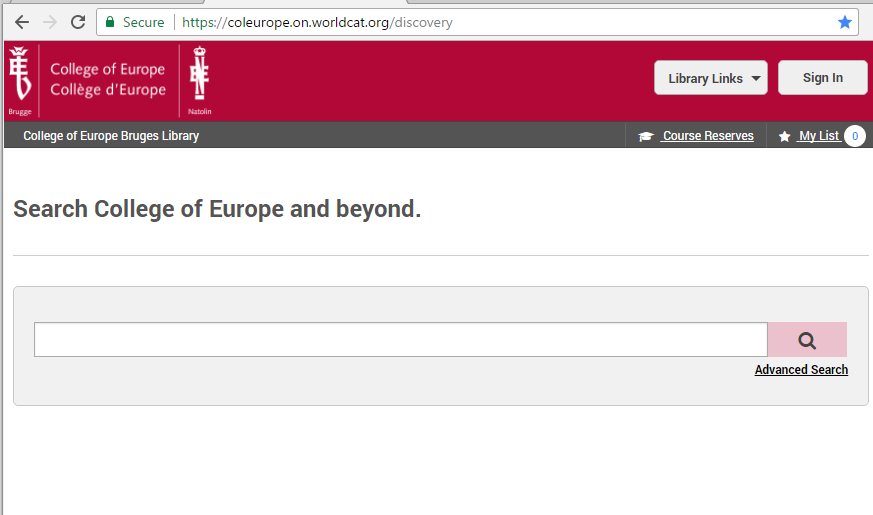 Secure https://coleurope.on.worldcat.org/discovery
College of Europe
Collège d'Europe
Brugge
Natolin
Library Links
Sign In
College of Europe Bruges Library
Course Reserves
My List 0
Search College of Europe and beyond.
Advanced Search